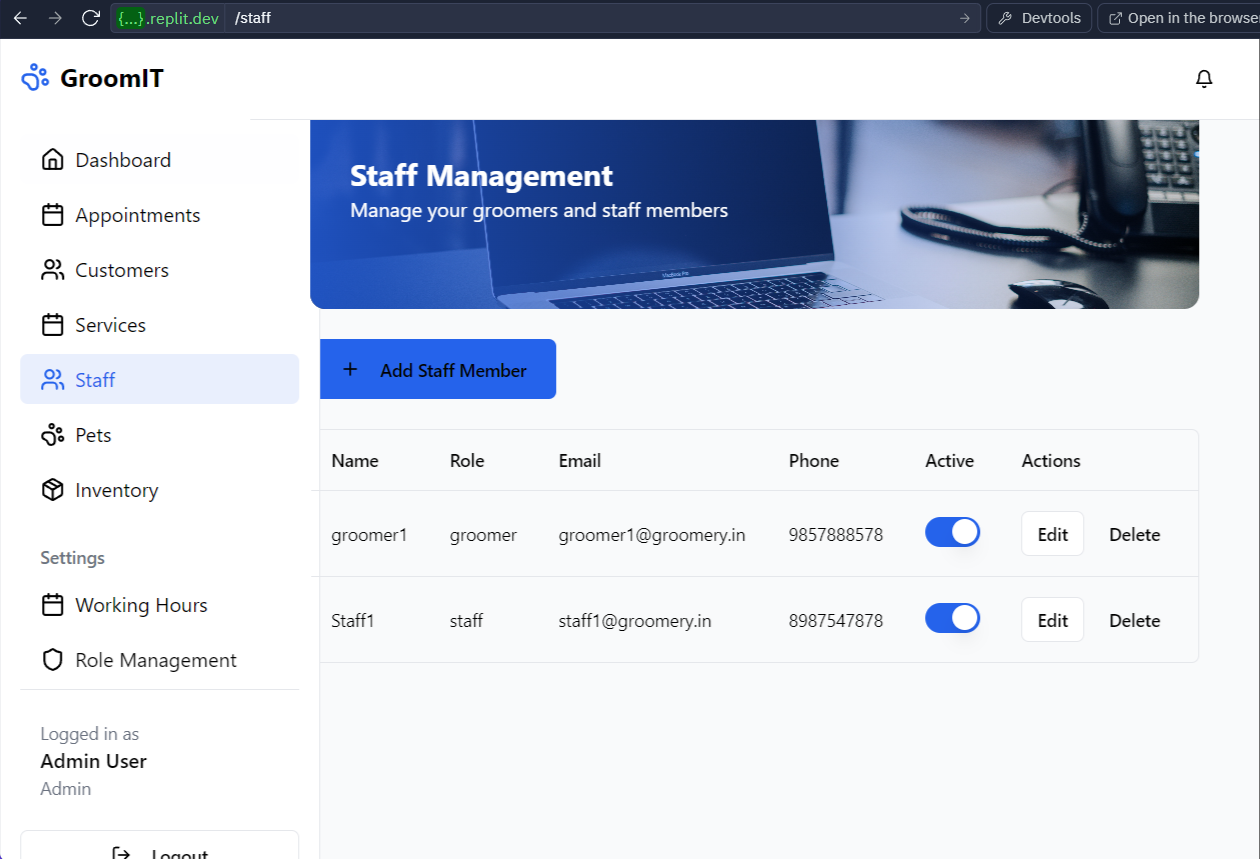 {...}.replit.dev /staff Devtools Open in the browse
GroomIT
Dashboard
Appointments
Customers
Services
Staff
Pets
Inventory
Settings
Working Hours
Role Management
Logged in as
Admin User
Admin
Logout
Staff Management
Manage your groomers and staff members
MacBook Pro
+ Add Staff Member
Name Role Email Phone Active Actions
groomer1 groomer groomer1@groomery.in 9857888578 Edit Delete
Staff1 staff staff1@groomery.in 8987547878 Edit Delete